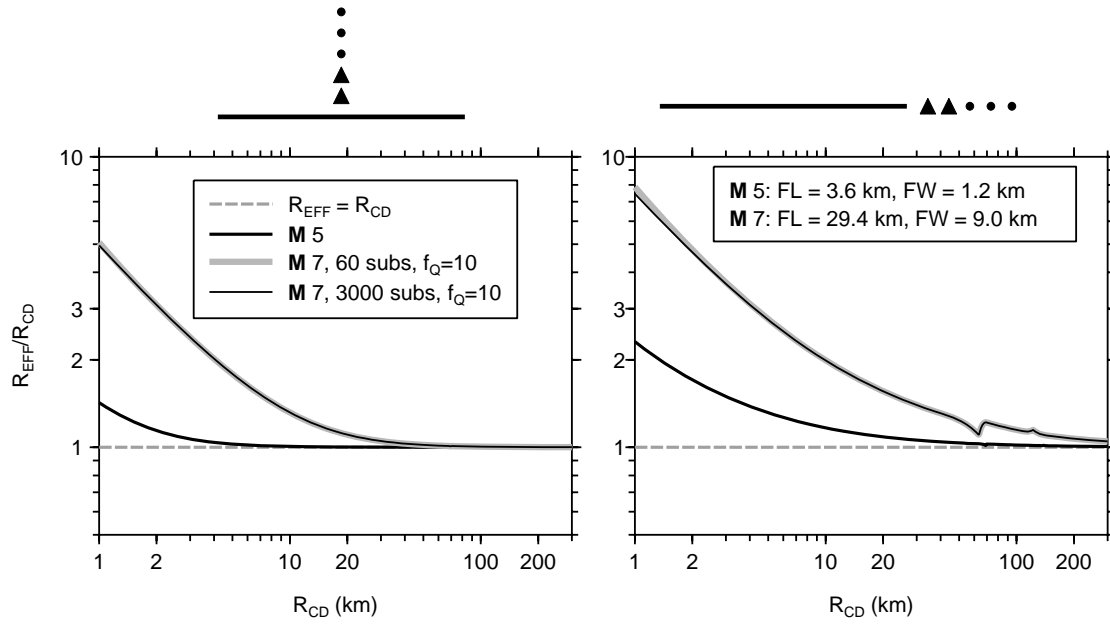 10
3
2
1
R_EFF/R_CD
R_EFF = R_CD
M 5
M 7, 60 subs, f_Q=10
M 7, 3000 subs, f_Q=10
1 2 10 20 100 200
R_CD (km)
10
3
2
1
M 5: FL = 3.6 km, FW = 1.2 km
M 7: FL = 29.4 km, FW = 9.0 km
1 2 10 20 100 200
R_CD (km)